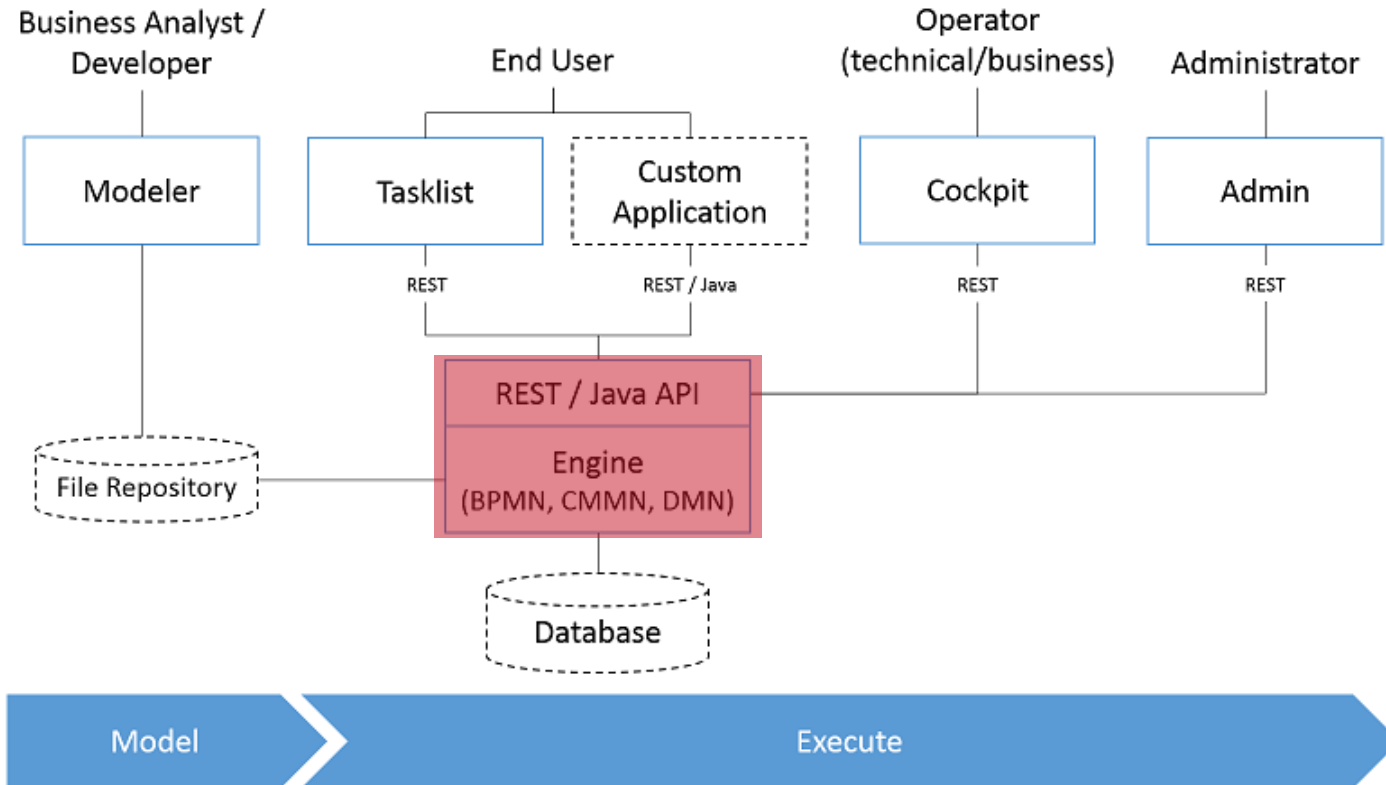 Business Analyst /
Developer
End User
Operator
(technical/business)
Administrator
Modeler
Tasklist
Custom
Application
Cockpit
Admin
REST
REST / Java
REST
REST
REST / Java API
Engine
(BPMN, CMMN, DMN)
File Repository
Database
Model
Execute